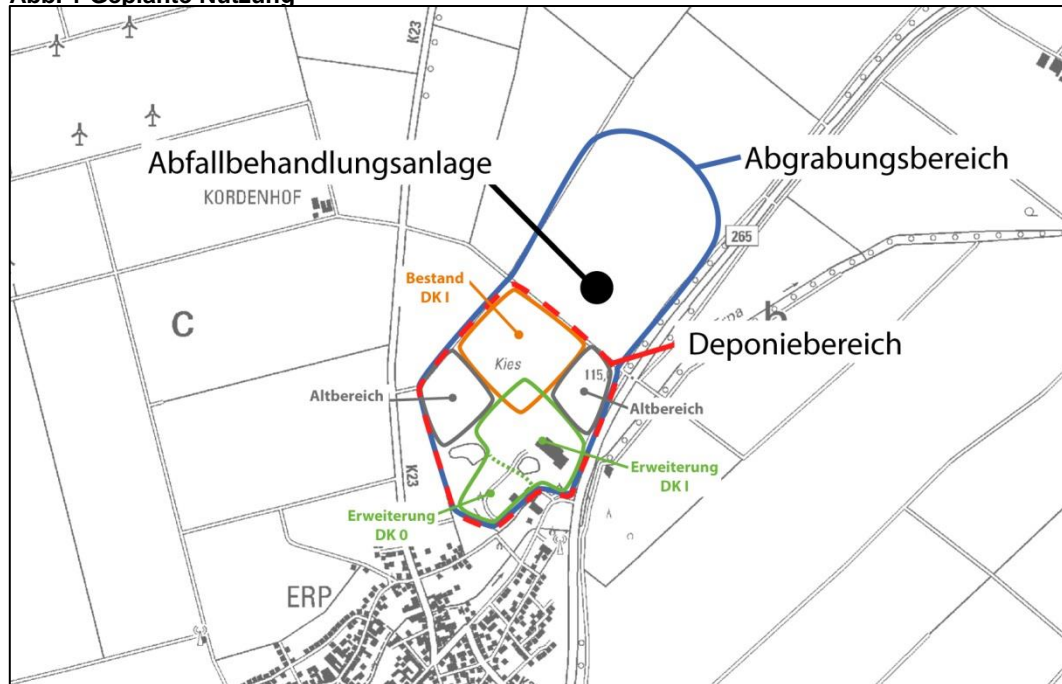 Abb. 1 Geplante Nutzung
K23
Abfallbehandlungsanlage
Abgrabungsbereich
KORDENHOF
265
Bestand
DK I
C
Deponiebereich
Kies
115,
Altbereich
Altbereich
Erweiterung
DK I
K23
Erweiterung
DK 0
ERP